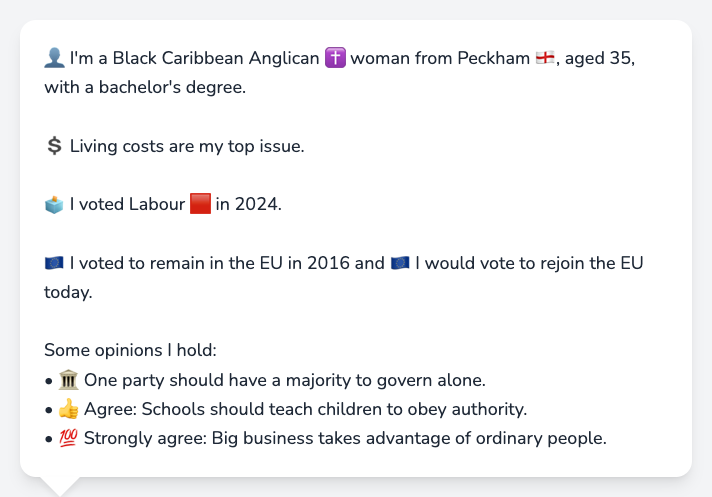 👤 I'm a Black Caribbean Anglican ✝️ woman from Peckham 🏴󠁧󠁢󠁥󠁮󠁧󠁿, aged 35,
with a bachelor's degree.
💲 Living costs are my top issue.
🗳️ I voted Labour 🟥 in 2024.
🇪🇺 I voted to remain in the EU in 2016 and 🇪🇺 I would vote to rejoin the EU
today.
Some opinions I hold:
• 🏛️ One party should have a majority to govern alone.
• 👍 Agree: Schools should teach children to obey authority.
• 💯 Strongly agree: Big business takes advantage of ordinary people.